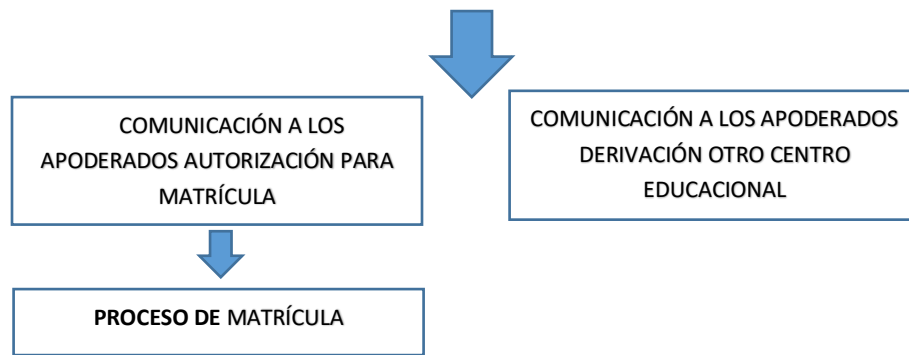 COMUNICACIÓN A LOS
APODERADOS AUTORIZACIÓN PARA
MATRÍCULA
COMUNICACIÓN A LOS APODERADOS
DERIVACIÓN OTRO CENTRO
EDUCACIONAL
PROCESO DE MATRÍCULA